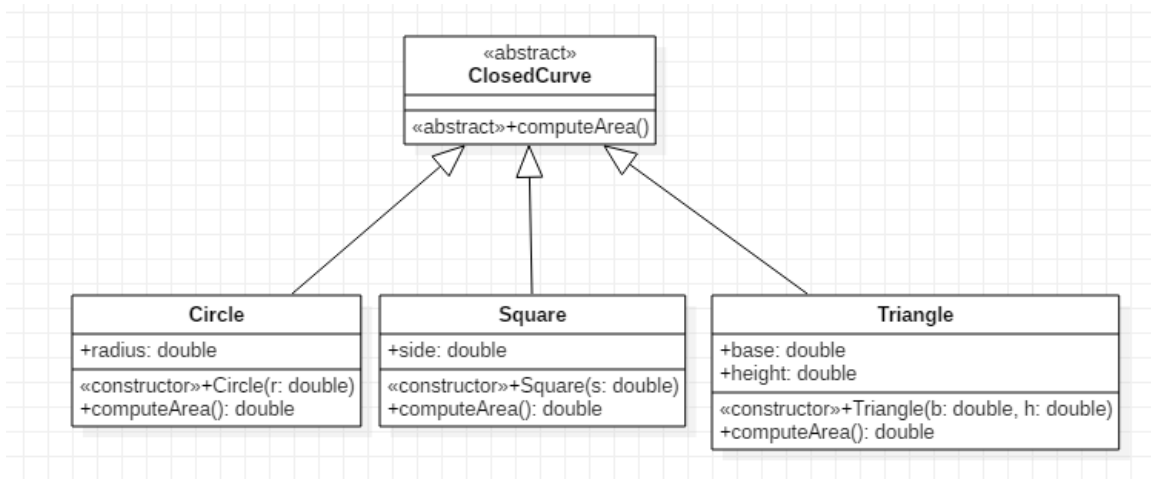 «abstract»
ClosedCurve
«abstract»+computeArea()
Circle
+radius: double
«constructor»+Circle(r: double)
+computeArea(): double
Square
+side: double
«constructor»+Square(s: double)
+computeArea(): double
Triangle
+base: double
+height: double
«constructor»+Triangle(b: double, h: double)
+computeArea(): double